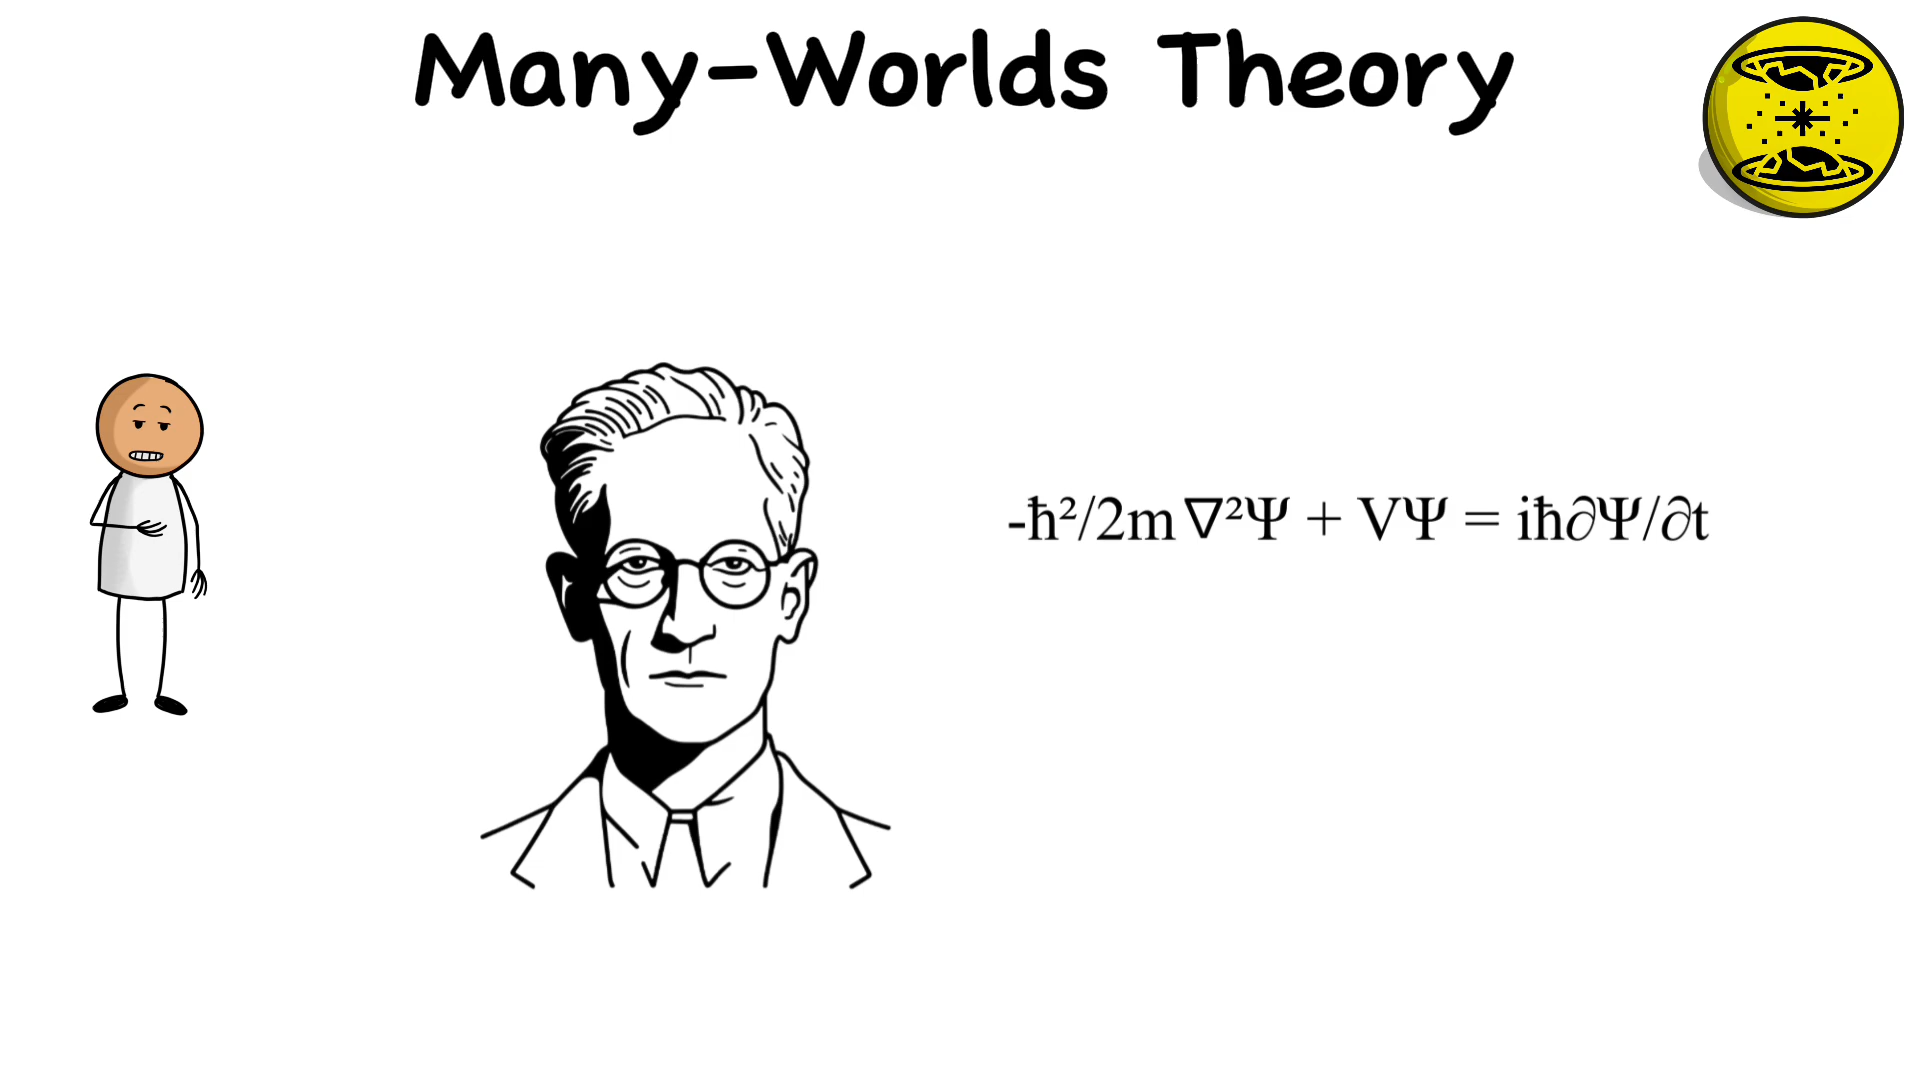 Many-Worlds Theory
-ħ²/2m ∇²Ψ + VΨ = iħ∂Ψ/∂t